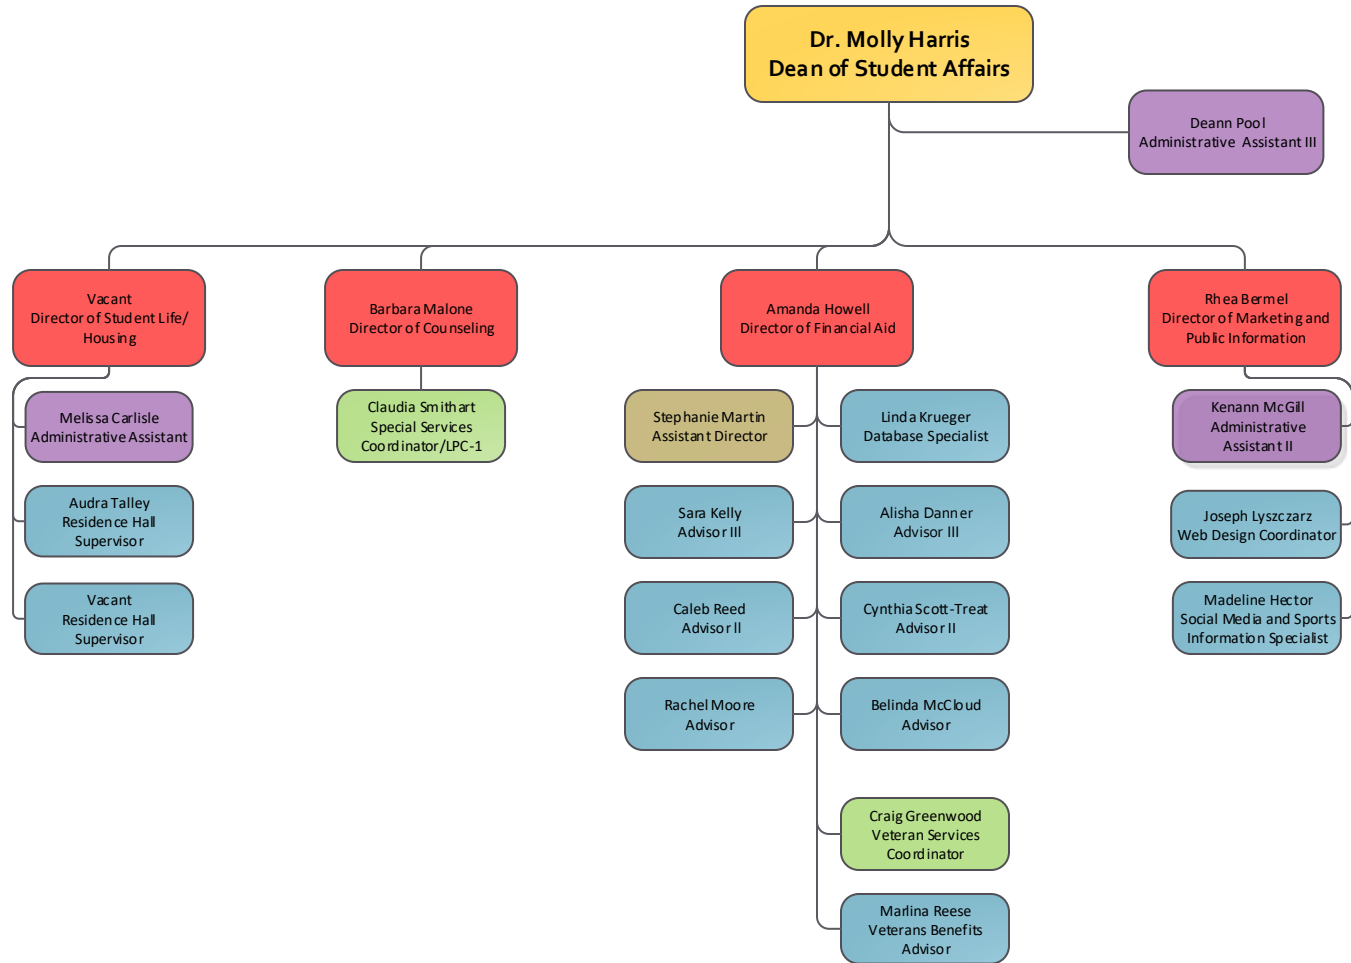 Dr. Molly Harris
Dean of Student Affairs
Deann Pool
Administrative Assistant III
Vacant
Director of Student Life/
Housing
Barbara Malone
Director of Counseling
Amanda Howell
Director of Financial Aid
Rhea Bermel
Director of Marketing and
Public Information
Melissa Carlisle
Administrative Assistant
Claudia Smithart
Special Services
Coordinator/LPC-1
Stephanie Martin
Assistant Director
Linda Krueger
Database Specialist
Kenann McGill
Administrative
Assistant II
Audra Talley
Residence Hall
Supervisor
Sara Kelly
Advisor III
Alisha Danner
Advisor III
Joseph Lyszczarz
Web Design Coordinator
Vacant
Residence Hall
Supervisor
Caleb Reed
Advisor ll
Cynthia Scott-Treat
Advisor II
Madeline Hector
Social Media and Sports
Information Specialist
Rachel Moore
Advisor
Belinda McCloud
Advisor
Craig Greenwood
Veteran Services
Coordinator
Marlina Reese
Veterans Benefits
Advisor